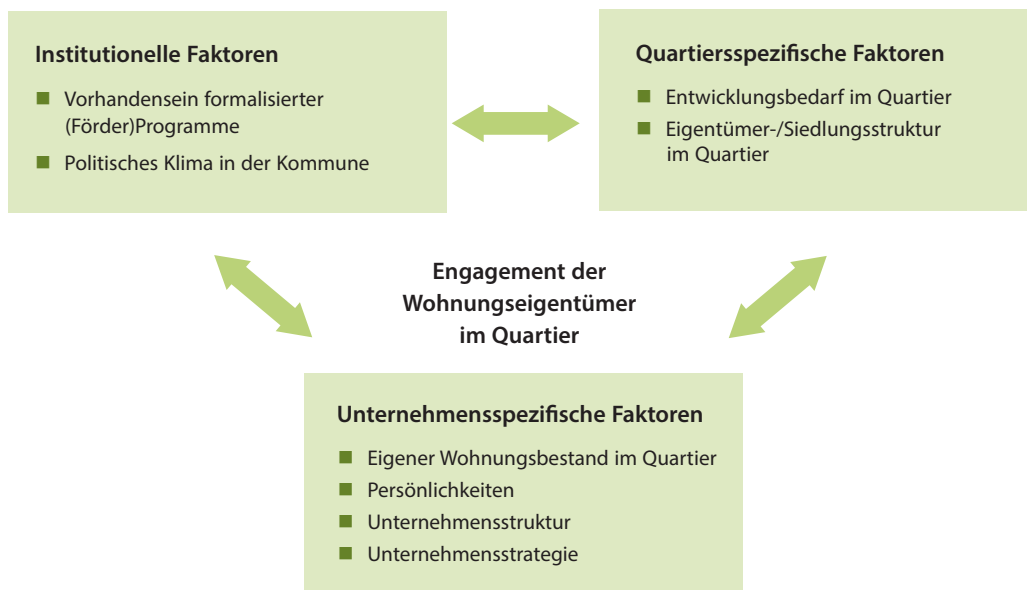 Institutionelle Faktoren
■ Vorhandensein formalisierter
(Förder)Programme
■ Politisches Klima in der Kommune
Quartiersspezifische Faktoren
■ Entwicklungsbedarf im Quartier
■ Eigentümer-/Siedlungsstruktur
im Quartier
Engagement der
Wohnungseigentümer
im Quartier
Unternehmensspezifische Faktoren
■ Eigener Wohnungsbestand im Quartier
■ Persönlichkeiten
■ Unternehmensstruktur
■ Unternehmensstrategie